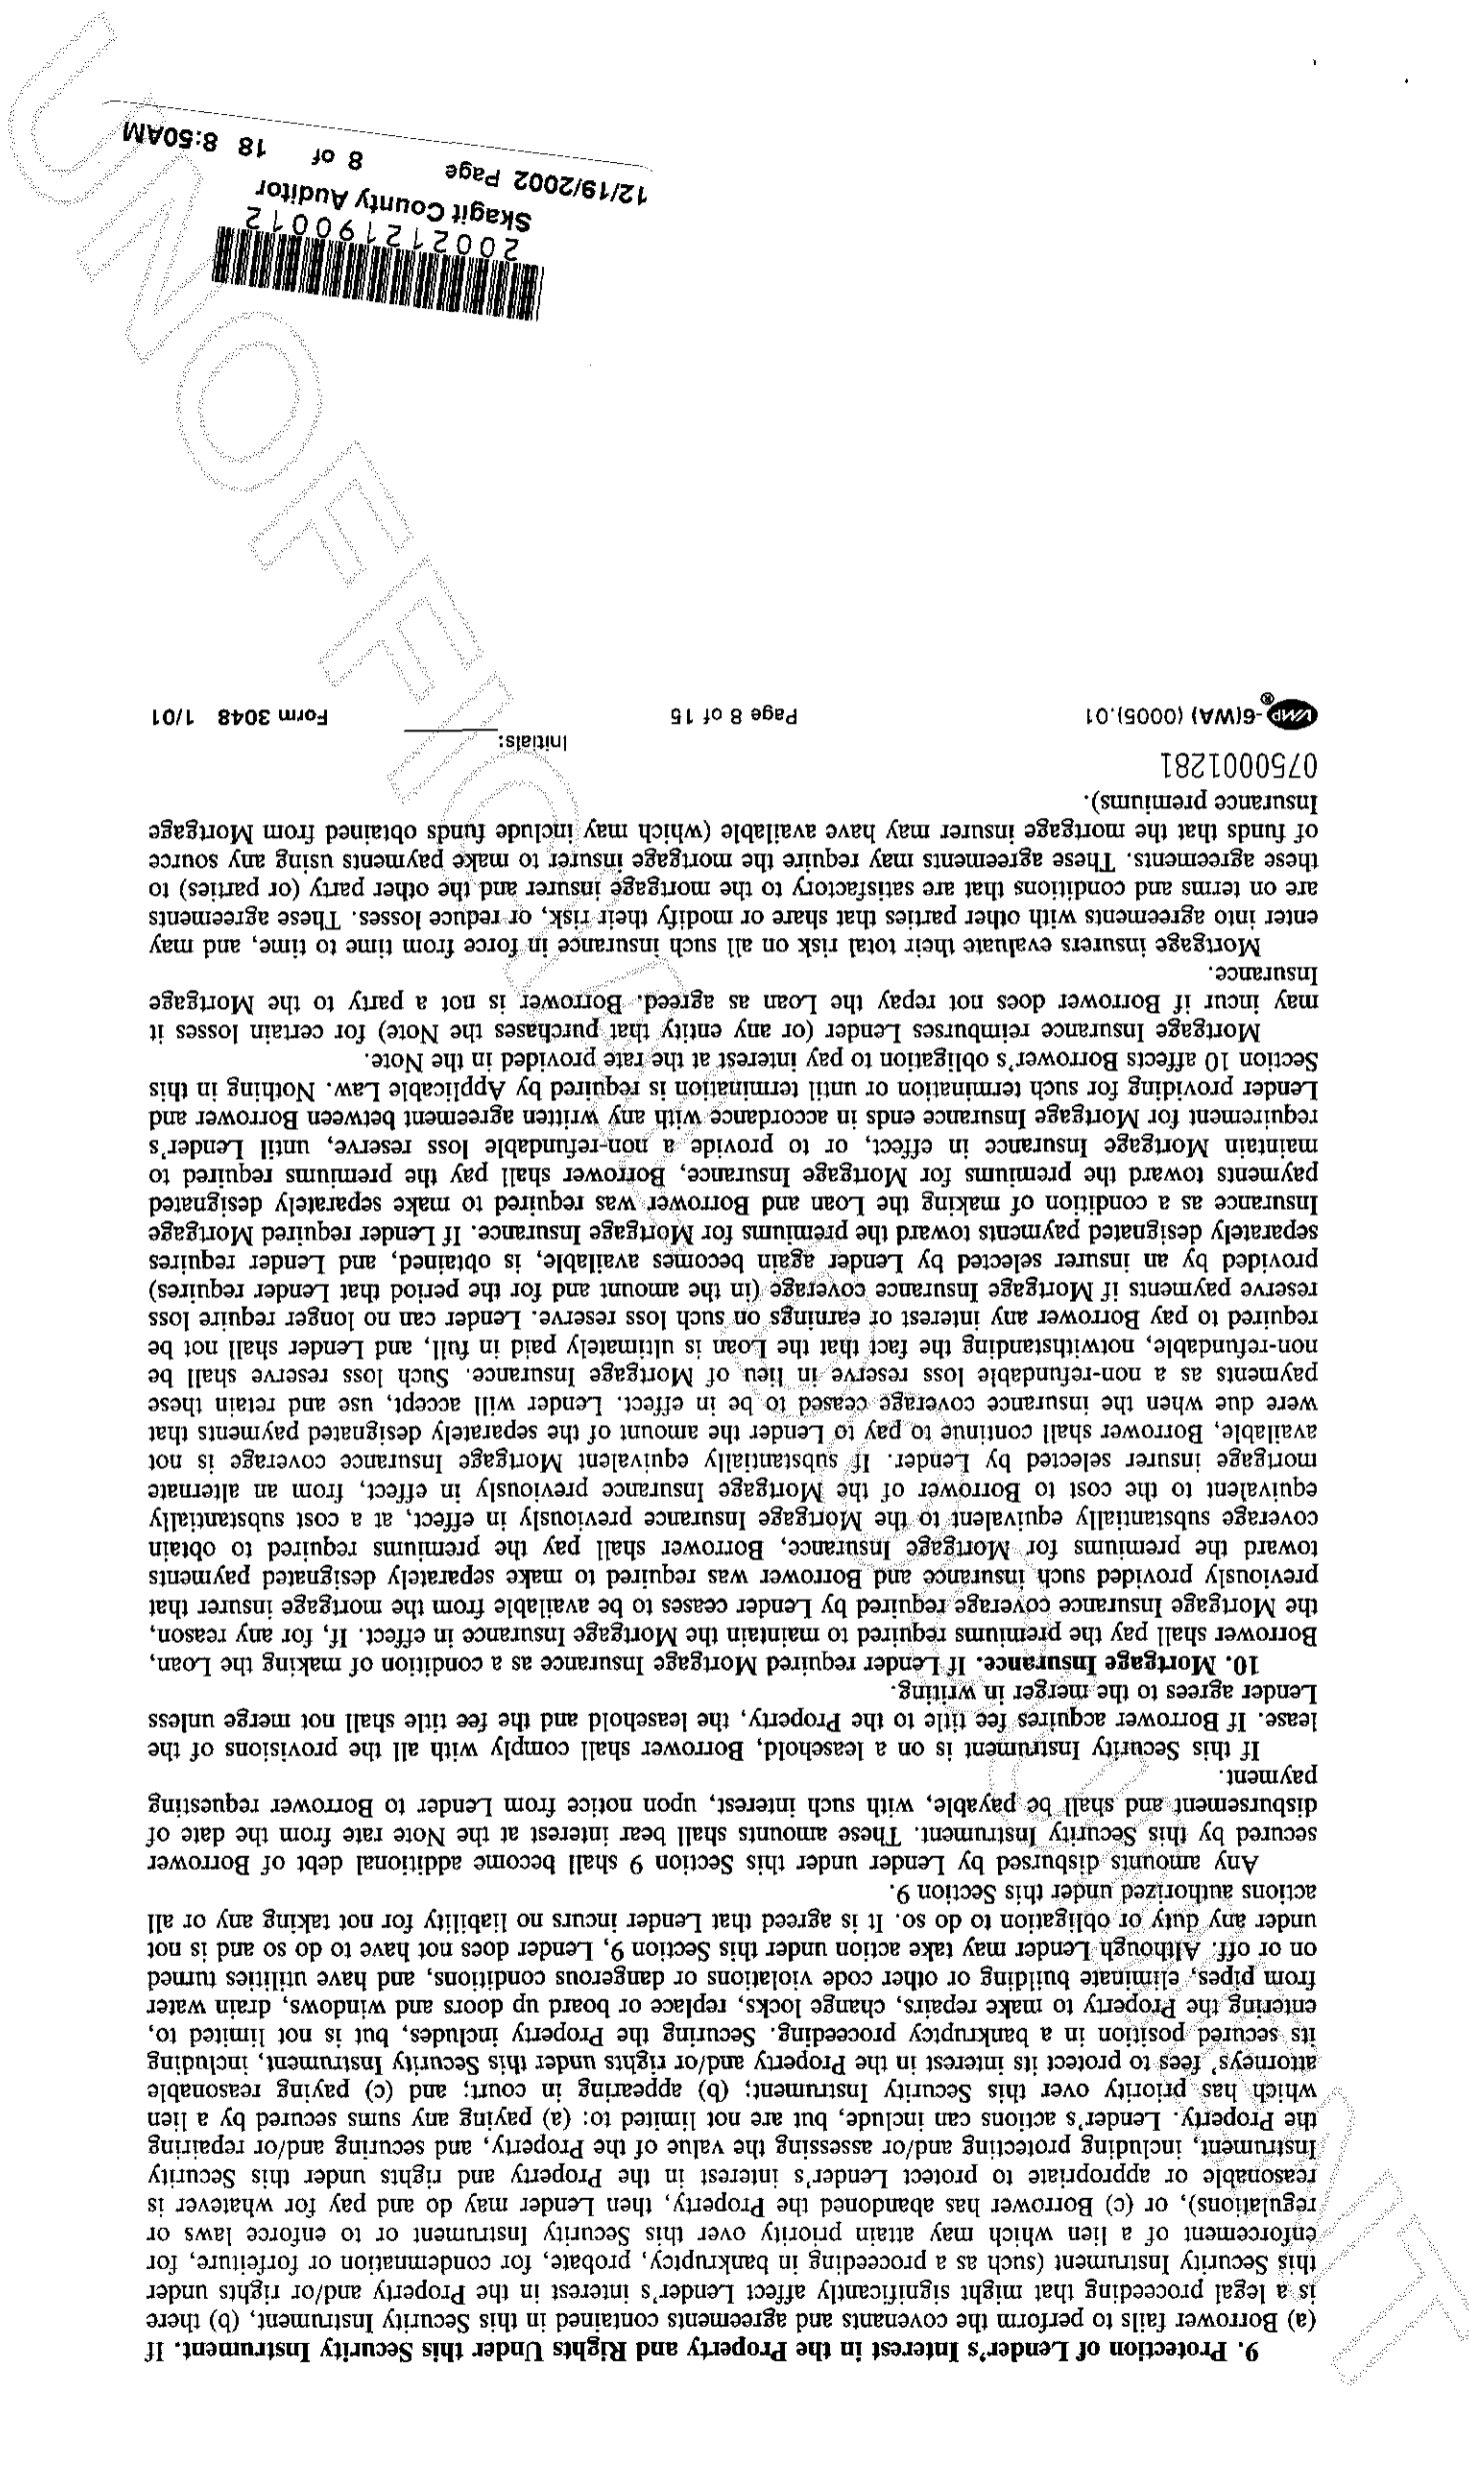 9. Protection of Lender's Interest in the Property and Rights Under this Security Instrument. If
(a) Borrower fails to perform the covenants and agreements contained in this Security Instrument, (b) there
is a legal proceeding that might significantly affect Lender's interest in the Property and/or rights under
this Security Instrument (such as a proceeding in bankruptcy, probate, for condemnation or forfeiture, for
enforcement of a lien which may attain priority over this Security Instrument or to enforce laws or
regulations), or (c) Borrower has abandoned the Property, then Lender may do and pay for whatever is
reasonable or appropriate to protect Lender's interest in the Property and rights under this Security
Instrument, including protecting and/or assessing the value of the Property, and securing and/or repairing
the Property. Lender's actions can include, but are not limited to: (a) paying any sums secured by a lien
which has priority over this Security Instrument; (b) appearing in court; and (c) paying reasonable
attorneys' fees to protect its interest in the Property and/or rights under this Security Instrument, including
its secured position in a bankruptcy proceeding. Securing the Property includes, but is not limited to,
entering the Property to make repairs, change locks, replace or board up doors and windows, drain water
from pipes, eliminate building or other code violations or dangerous conditions, and have utilities turned
on or off. Although Lender may take action under this Section 9, Lender does not have to do so and is not
under any duty or obligation to do so. It is agreed that Lender incurs no liability for not taking any or all
actions authorized under this Section 9.
Any amounts disbursed by Lender under this Section 9 shall become additional debt of Borrower
secured by this Security Instrument. These amounts shall bear interest at the Note rate from the date of
disbursement and shall be payable, with such interest, upon notice from Lender to Borrower requesting
payment.
If this Security Instrument is on a leasehold, Borrower shall comply with all the provisions of the
lease. If Borrower acquires fee title to the Property, the leasehold and the fee title shall not merge unless
Lender agrees to the merger in writing.
10. Mortgage Insurance. If Lender required Mortgage Insurance as a condition of making the Loan,
Borrower shall pay the premiums required to maintain the Mortgage Insurance in effect. If, for any reason,
the Mortgage Insurance coverage required by Lender ceases to be available from the mortgage insurer that
previously provided such insurance and Borrower was required to make separately designated payments
toward the premiums for Mortgage Insurance, Borrower shall pay the premiums required to obtain
coverage substantially equivalent to the Mortgage Insurance previously in effect, at a cost substantially
equivalent to the cost to Borrower of the Mortgage Insurance previously in effect, from an alternate
mortgage insurer selected by Lender. If substantially equivalent Mortgage Insurance coverage is not
available, Borrower shall continue to pay to Lender the amount of the separately designated payments that
were due when the insurance coverage ceased to be in effect. Lender will accept, use and retain these
payments as a non-refundable loss reserve in lieu of Mortgage Insurance. Such loss reserve shall be
non-refundable, notwithstanding the fact that the Loan is ultimately paid in full, and Lender shall not be
required to pay Borrower any interest or earnings on such loss reserve. Lender can no longer require loss
reserve payments if Mortgage Insurance coverage (in the amount and for the period that Lender requires)
provided by an insurer selected by Lender again becomes available, is obtained, and Lender requires
separately designated payments toward the premiums for Mortgage Insurance. If Lender required Mortgage
Insurance as a condition of making the Loan and Borrower was required to make separately designated
payments toward the premiums for Mortgage Insurance, Borrower shall pay the premiums required to
maintain Mortgage Insurance in effect, or to provide a non-refundable loss reserve, until Lender's
requirement for Mortgage Insurance ends in accordance with any written agreement between Borrower and
Lender providing for such termination or until termination is required by Applicable Law. Nothing in this
Section 10 affects Borrower's obligation to pay interest at the rate provided in the Note.
Mortgage Insurance reimburses Lender (or any entity that purchases the Note) for certain losses it
may incur if Borrower does not repay the Loan as agreed. Borrower is not a party to the Mortgage
Insurance.
Mortgage insurers evaluate their total risk on all such insurance in force from time to time, and may
enter into agreements with other parties that share or modify their risk, or reduce losses. These agreements
are on terms and conditions that are satisfactory to the mortgage insurer and the other party (or parties) to
these agreements. These agreements may require the mortgage insurer to make payments using any source
of funds that the mortgage insurer may have available (which may include funds obtained from Mortgage
Insurance premiums).
0750001281
Initials:
VMP®-6(WA) (0005).01 Page 8 of 15 Form 3048 1/01
200212190012
Skagit County Auditor
12/19/2002 Page 8 of 18 8:50AM
UNOFFICIAL DOCUMENT